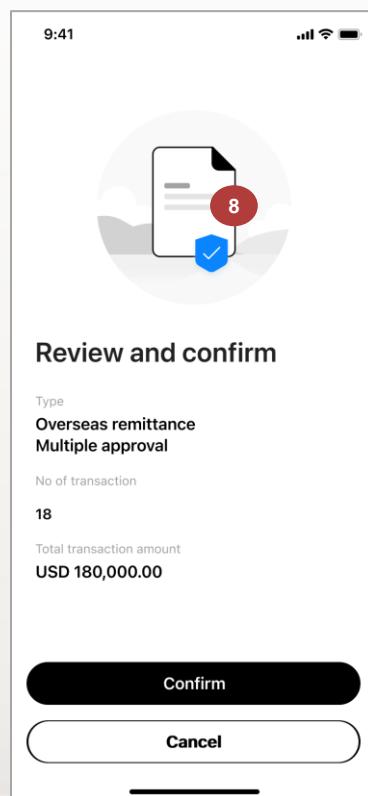 9:41
8
Review and confirm
Type
Overseas remittance
Multiple approval
No of transaction
18
Total transaction amount
USD 180,000.00
Confirm
Cancel